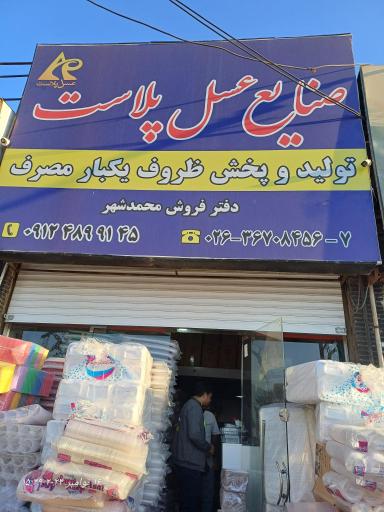 عسل پلاست
صنایع عسل پلاست
تولید و پخش ظروف یکبار مصرف
دفتر فروش محمدشهر
۰۹۱۲ ۴۸۹ ۹۱ ۴۵
۰۲۶-۳۶۷۰۸۴۵۶-۷